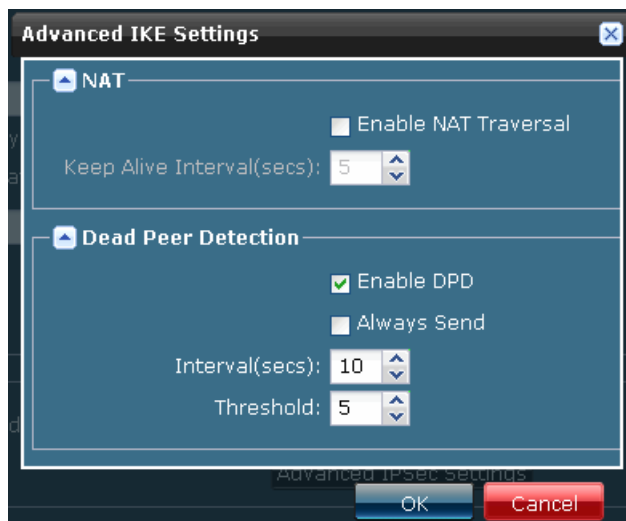 Advanced IKE Settings
NAT
Enable NAT Traversal
Keep Alive Interval(secs): 5
Dead Peer Detection
Enable DPD
Always Send
Interval(secs): 10
Threshold: 5
Advanced IPSec Settings
OK Cancel